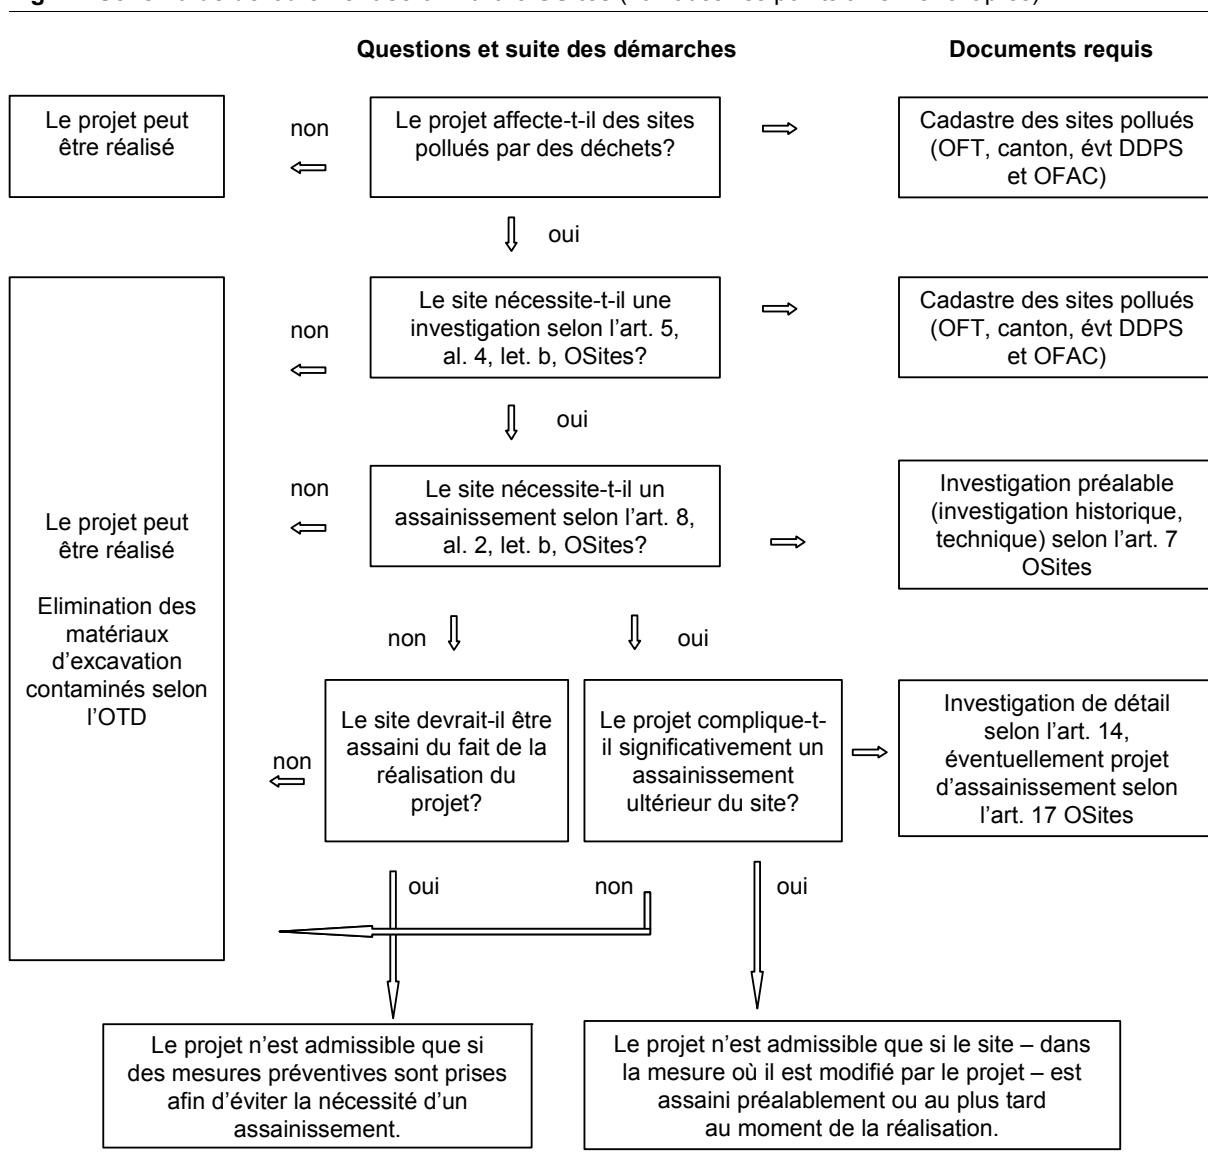 Questions et suite des démarches
Documents requis
Le projet peut
être réalisé
non
Le projet affecte-t-il des sites
pollués par des déchets?
Cadastre des sites pollués
(OFT, canton, évt DDPS
et OFAC)
oui
Le site nécessite-t-il une
investigation selon l'art. 5,
al. 4, let. b, OSites?
non
Cadastre des sites pollués
(OFT, canton, évt DDPS
et OFAC)
oui
non
Le site nécessite-t-il un
assainissement selon l'art. 8,
al. 2, let. b, OSites?
Investigation préalable
(investigation historique,
technique) selon l'art. 7
OSites
Le projet peut
être réalisé
Elimination des
matériaux
d'excavation
contaminés selon
l'OTD
non
oui
non
Le site devrait-il être
assaini du fait de la
réalisation du
projet?
Le projet complique-t-
il significativement un
assainissement
ultérieur du site?
Investigation de détail
selon l'art. 14,
éventuellement projet
d'assainissement selon
l'art. 17 OSites
oui
non
oui
Le projet n'est admissible que si
des mesures préventives sont prises
afin d'éviter la nécessité d'un
assainissement.
Le projet n'est admissible que si le site – dans
la mesure où il est modifié par le projet – est
assaini préalablement ou au plus tard
au moment de la réalisation.